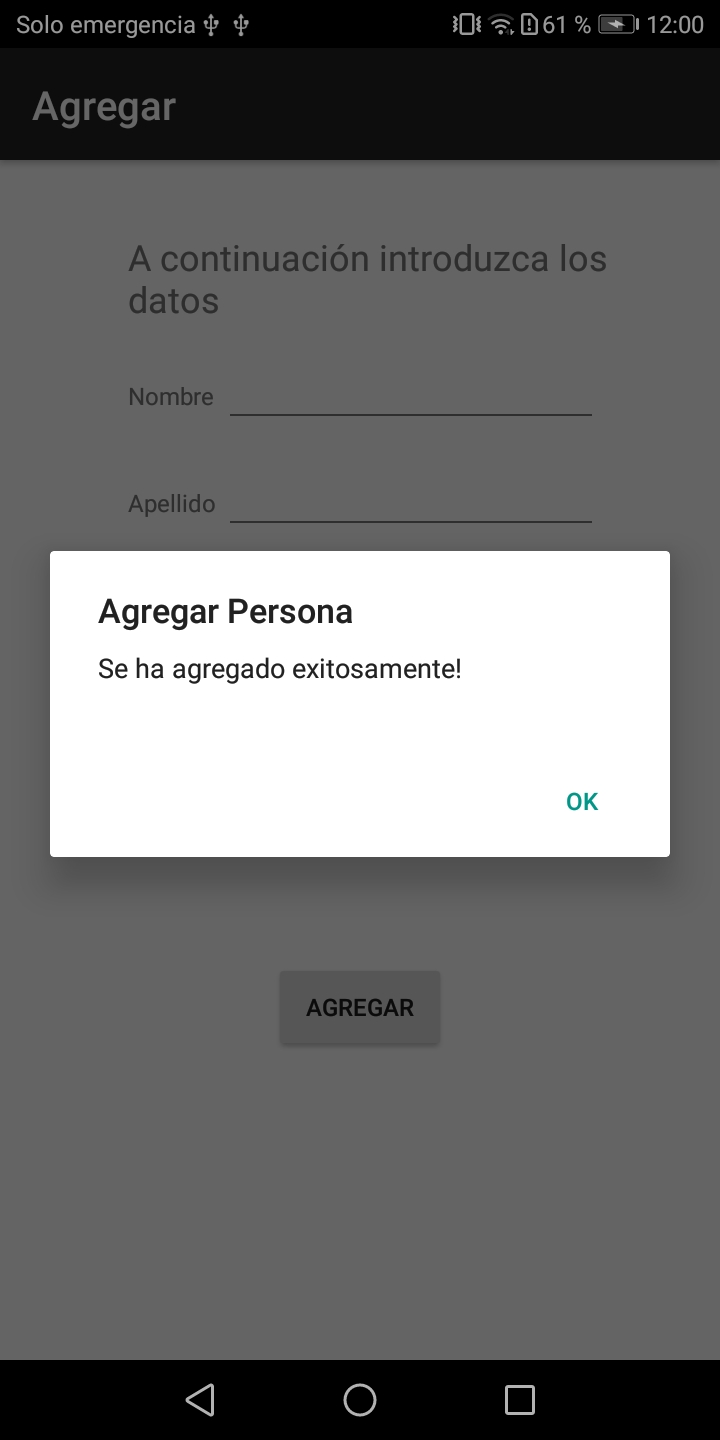 Solo emergencia 61 % 12:00
Agregar
A continuación introduzca los
datos
Nombre
Apellido
Agregar Persona
Se ha agregado exitosamente!
OK
AGREGAR